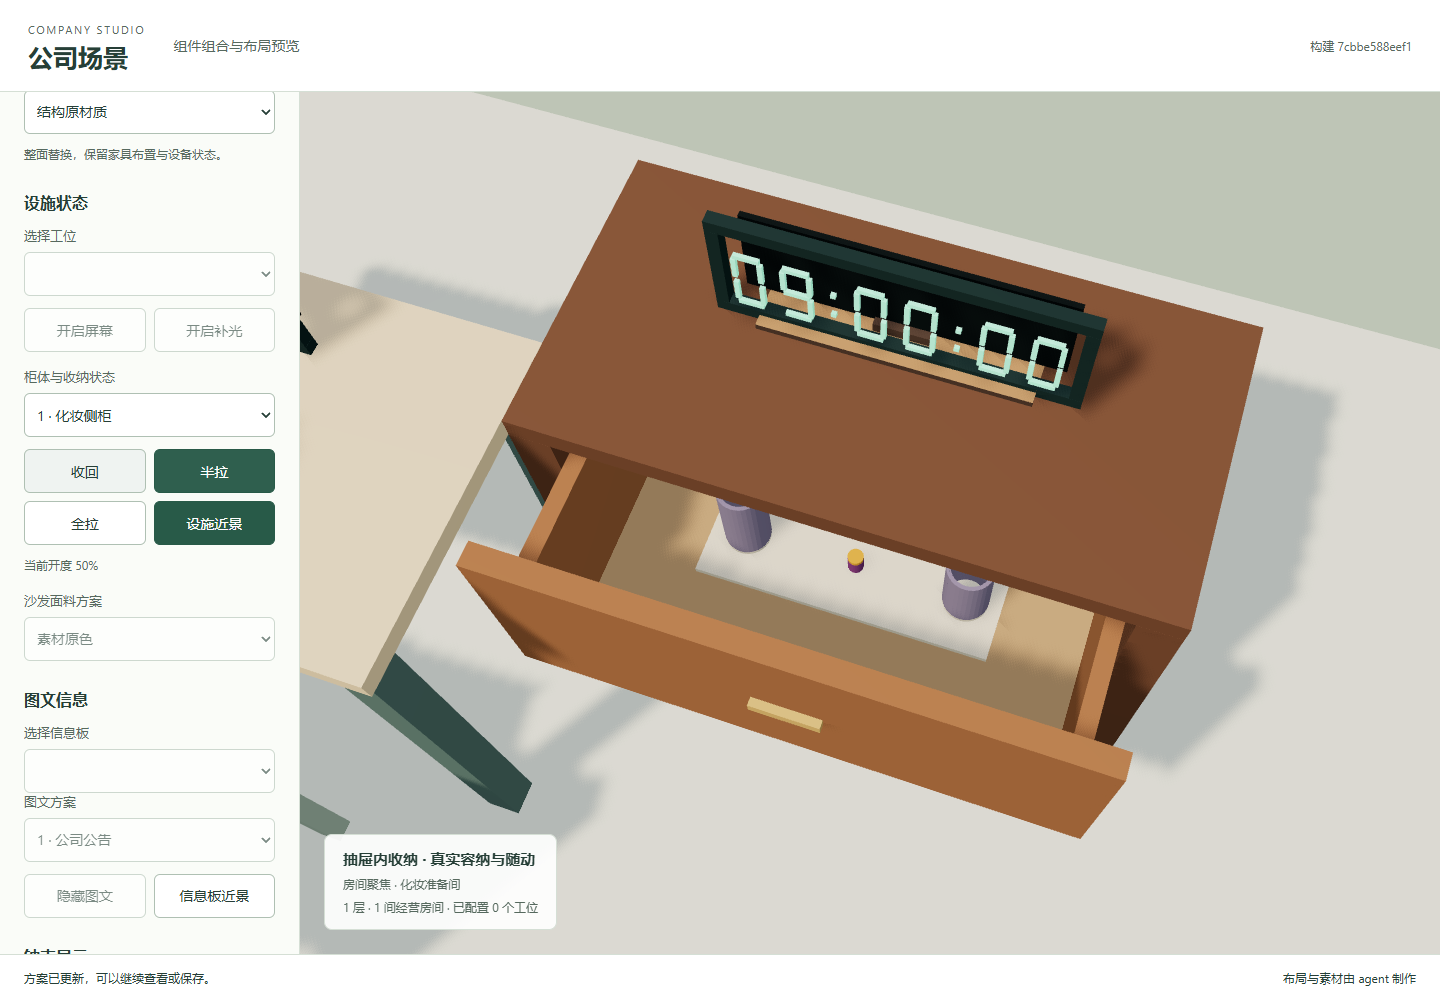 COMPANY STUDIO
公司场景
组件组合与布局预览
构建 7cbbe588eef1
结构原材质
整面替换，保留家具布置与设备状态。
设施状态
选择工位
开启屏幕
开启补光
柜体与收纳状态
1 · 化妆侧柜
收回
半拉
全拉
设施近景
当前开度 50%
沙发面料方案
素材原色
图文信息
选择信息板
图文方案
1 · 公司公告
隐藏图文
信息板近景
09:00:00
抽屉内收纳 · 真实容纳与随动
房间聚焦 · 化妆准备间
1 层 · 1 间经营房间 · 已配置 0 个工位
方案已更新，可以继续查看或保存。
布局与素材由 agent 制作